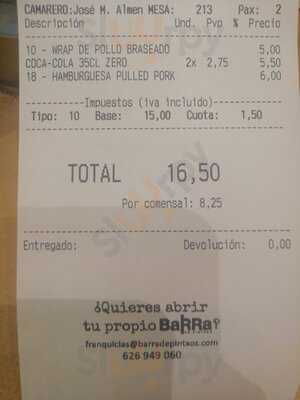 CAMARERO:José M. Almen MESA: 213 Pax: 2
Descripción Und. Pvp % Precio
10 - WRAP DE POLLO BRASEADO 5,00
COCA-COLA 35CL ZERO 2x 2,75 5,50
18 - HAMBURGUESA PULLED PORK 6,00
Impuestos (iva incluido)
Tipo: 10 Base: 15,00 Cuota: 1,50
TOTAL 16,50
Por comensal: 8,25
Entregado: Devolución: 0,00
¿Quieres abrir
tu propio BaRRa?
franquicias@barradepintxos.com
626 949 060